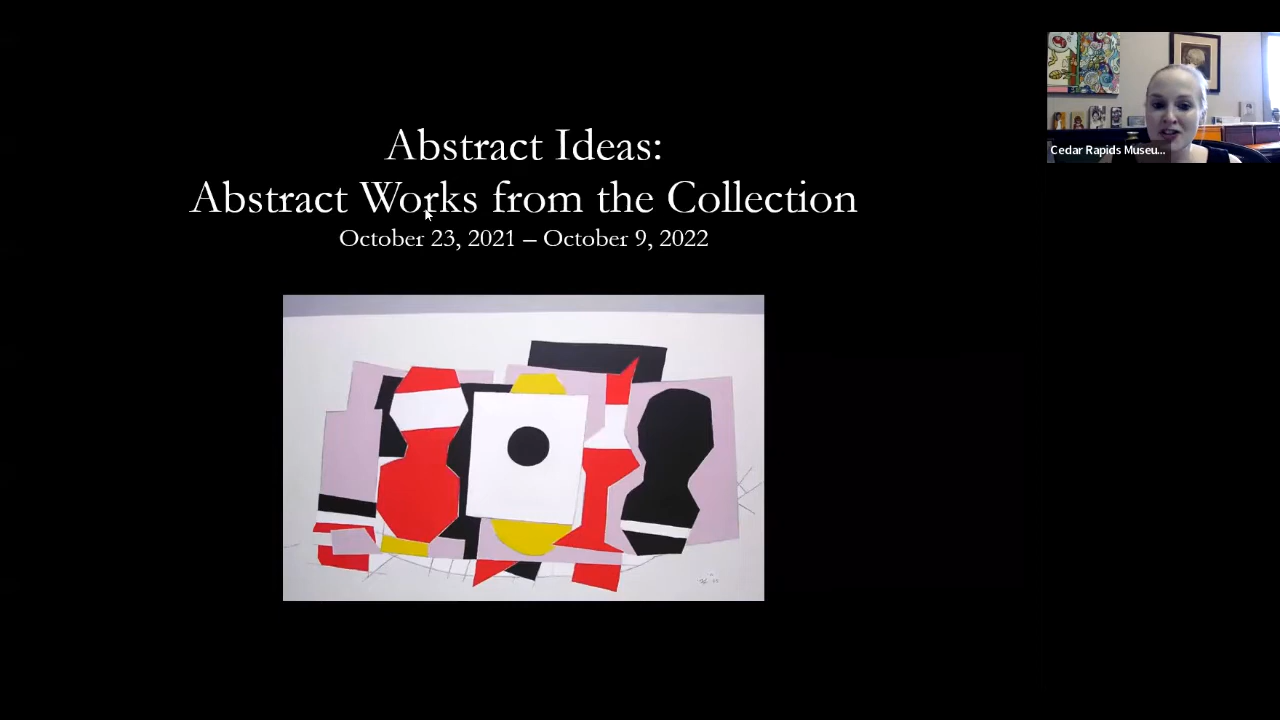 Abstract Ideas:
Abstract Works from the Collection
October 23, 2021 – October 9, 2022
Cedar Rapids Museu...